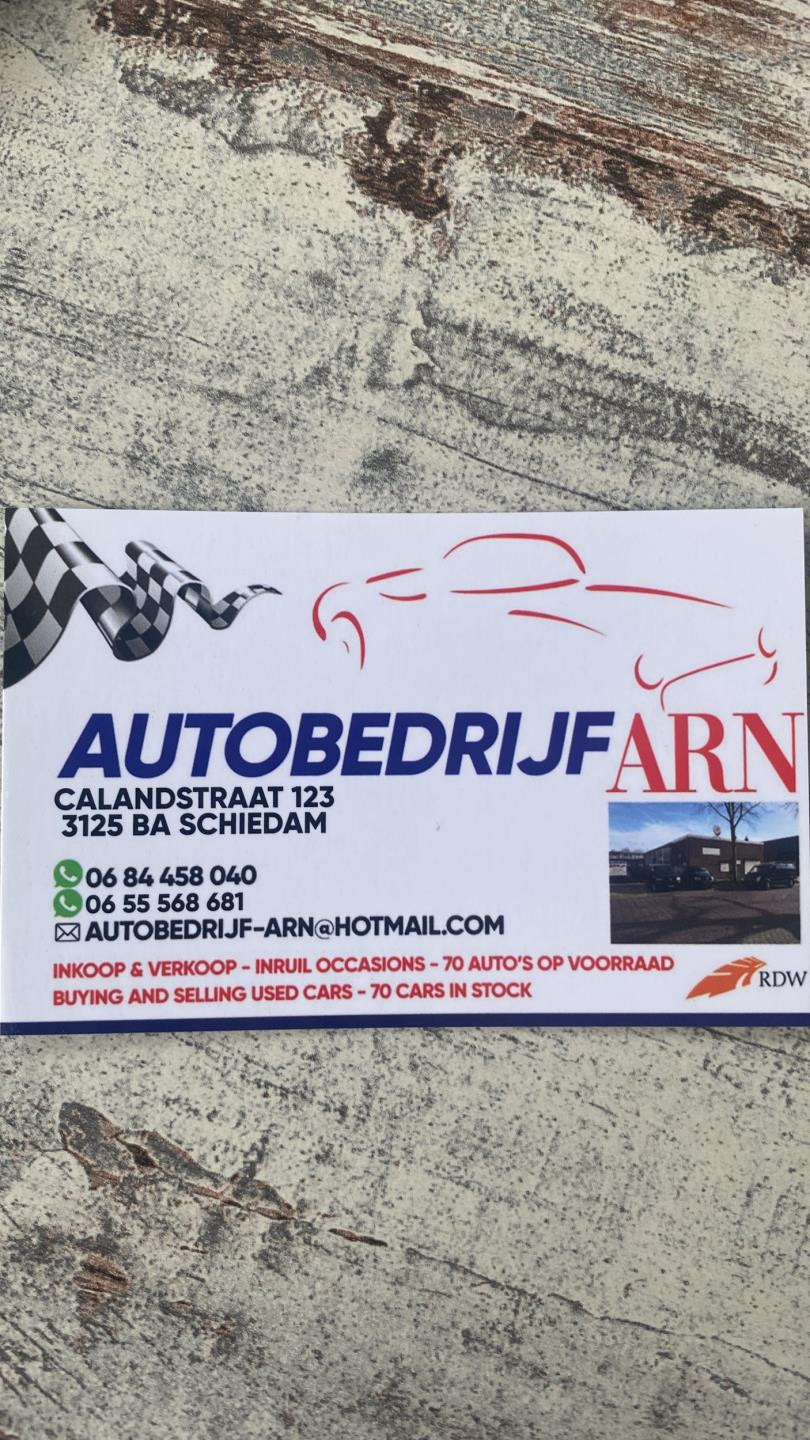 AUTOBEDRIJF ARN
CALANDSTRAAT 123
3125 BA SCHIEDAM
06 84 458 040
06 55 568 681
AUTOBEDRIJF-ARN@HOTMAIL.COM
INKOOP & VERKOOP - INRUIL OCCASIONS - 70 AUTO'S OP VOORRAAD
BUYING AND SELLING USED CARS - 70 CARS IN STOCK
RDW